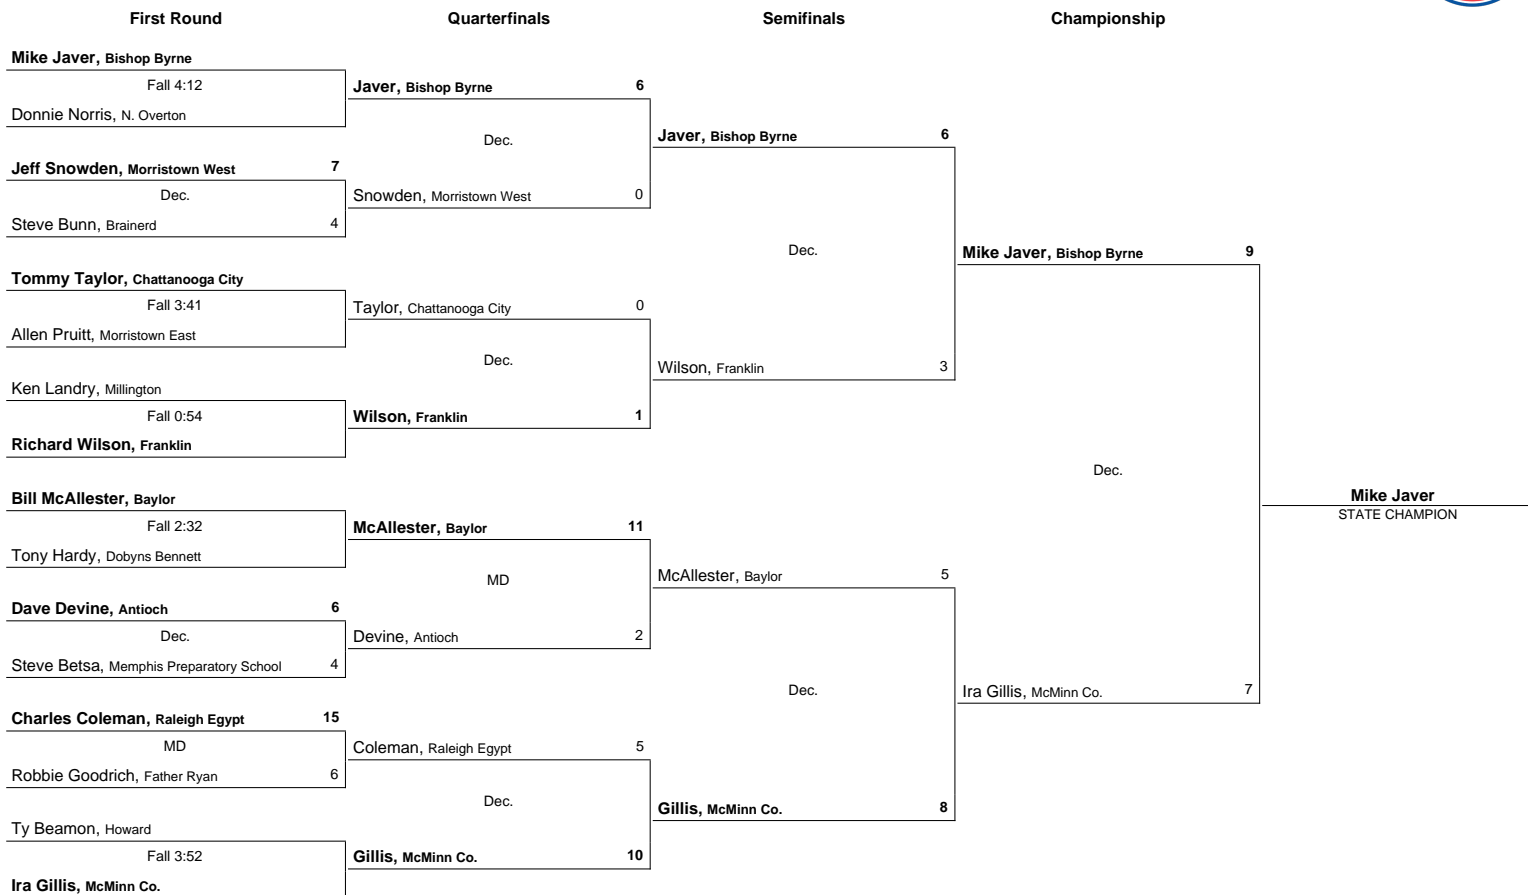 First Round Quarterfinals Semifinals Championship
Mike Javer, Bishop Byrne
Fall 4:12
Donnie Norris, N. Overton
Jeff Snowden, Morristown West 7
Dec.
Steve Bunn, Brainerd 4
Tommy Taylor, Chattanooga City
Fall 3:41
Allen Pruitt, Morristown East
Ken Landry, Millington
Fall 0:54
Richard Wilson, Franklin
Bill McAllester, Baylor
Fall 2:32
Tony Hardy, Dobyns Bennett
Dave Devine, Antioch 6
Dec.
Steve Betsa, Memphis Preparatory School 4
Charles Coleman, Raleigh Egypt 15
MD
Robbie Goodrich, Father Ryan 6
Ty Beamon, Howard
Fall 3:52
Ira Gillis, McMinn Co.
Javer, Bishop Byrne 6
Dec.
Snowden, Morristown West 0
Taylor, Chattanooga City 0
Dec.
Wilson, Franklin 1
McAllester, Baylor 11
MD
Devine, Antioch 2
Coleman, Raleigh Egypt 5
Dec.
Gillis, McMinn Co. 10
Javer, Bishop Byrne 6
Dec.
Wilson, Franklin 3
McAllester, Baylor 5
Dec.
Gillis, McMinn Co. 8
Mike Javer, Bishop Byrne 9
Dec.
Ira Gillis, McMinn Co. 7
Mike Javer
STATE CHAMPION